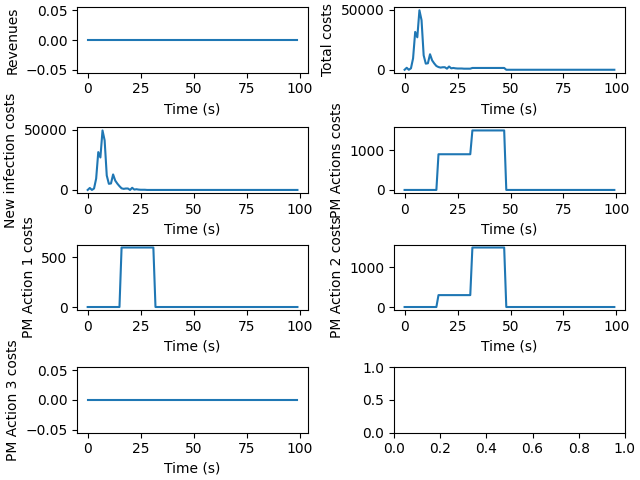 Revenues
0.05
0.00
−0.05
0 25 50 75 100
Time (s)
Total costs
50000
0
0 25 50 75 100
Time (s)
New infection costs
50000
0
0 25 50 75 100
Time (s)
PM Actions costs
1000
0
0 25 50 75 100
Time (s)
PM Action 1 costs
500
0
0 25 50 75 100
Time (s)
PM Action 2 costs
1000
0
0 25 50 75 100
Time (s)
PM Action 3 costs
0.05
0.00
−0.05
0 25 50 75 100
Time (s)
1.0
0.5
0.0
0.0 0.2 0.4 0.6 0.8 1.0